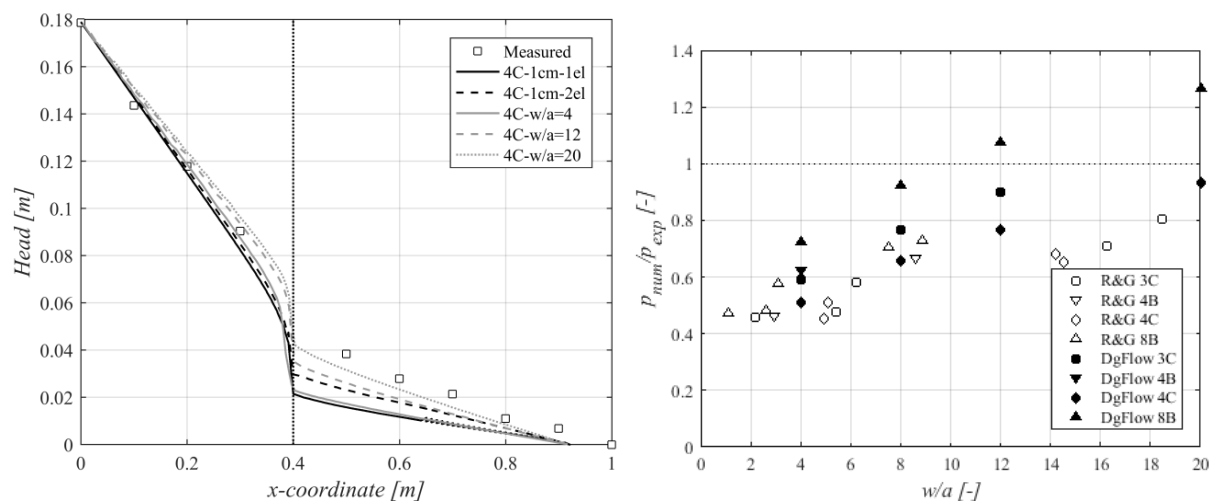 0.18
0.16
0.14
0.12
0.1
0.08
0.06
0.04
0.02
0
Head [m]
0
0.2
0.4
0.6
0.8
1
x-coordinate [m]
Measured
4C-1cm-1el
4C-1cm-2el
4C-w/a=4
4C-w/a=12
4C-w/a=20
1.4
1.2
1
0.8
0.6
0.4
0.2
0
p_num/p_exp [-]
0
2
4
6
8
10
12
14
16
18
20
w/a [-]
R&G 3C
R&G 4B
R&G 4C
R&G 8B
DgFlow 3C
DgFlow 4B
DgFlow 4C
DgFlow 8B